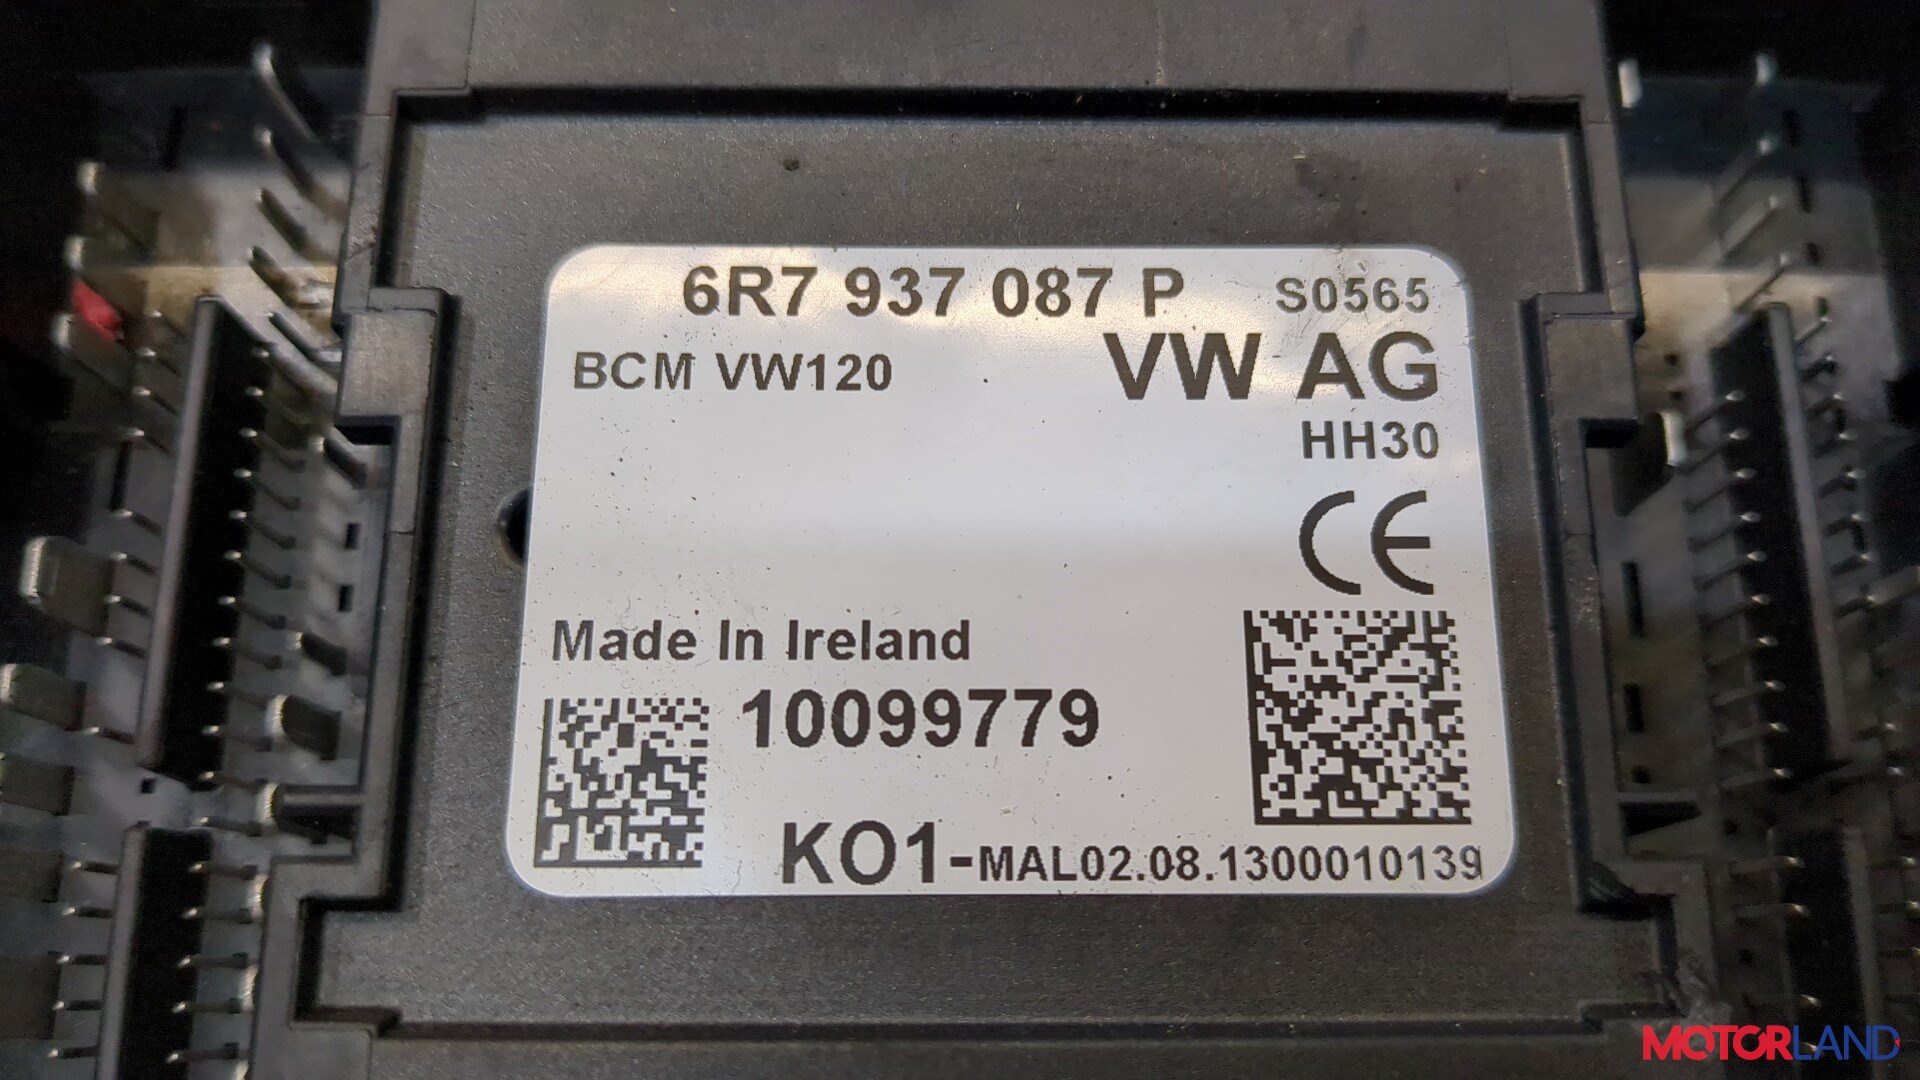 6R7 937 087 P S0565
BCM VW120 VW AG
HH30
CE
Made In Ireland
10099779
KO1-MAL02.08.1300010139
MOTORLAND